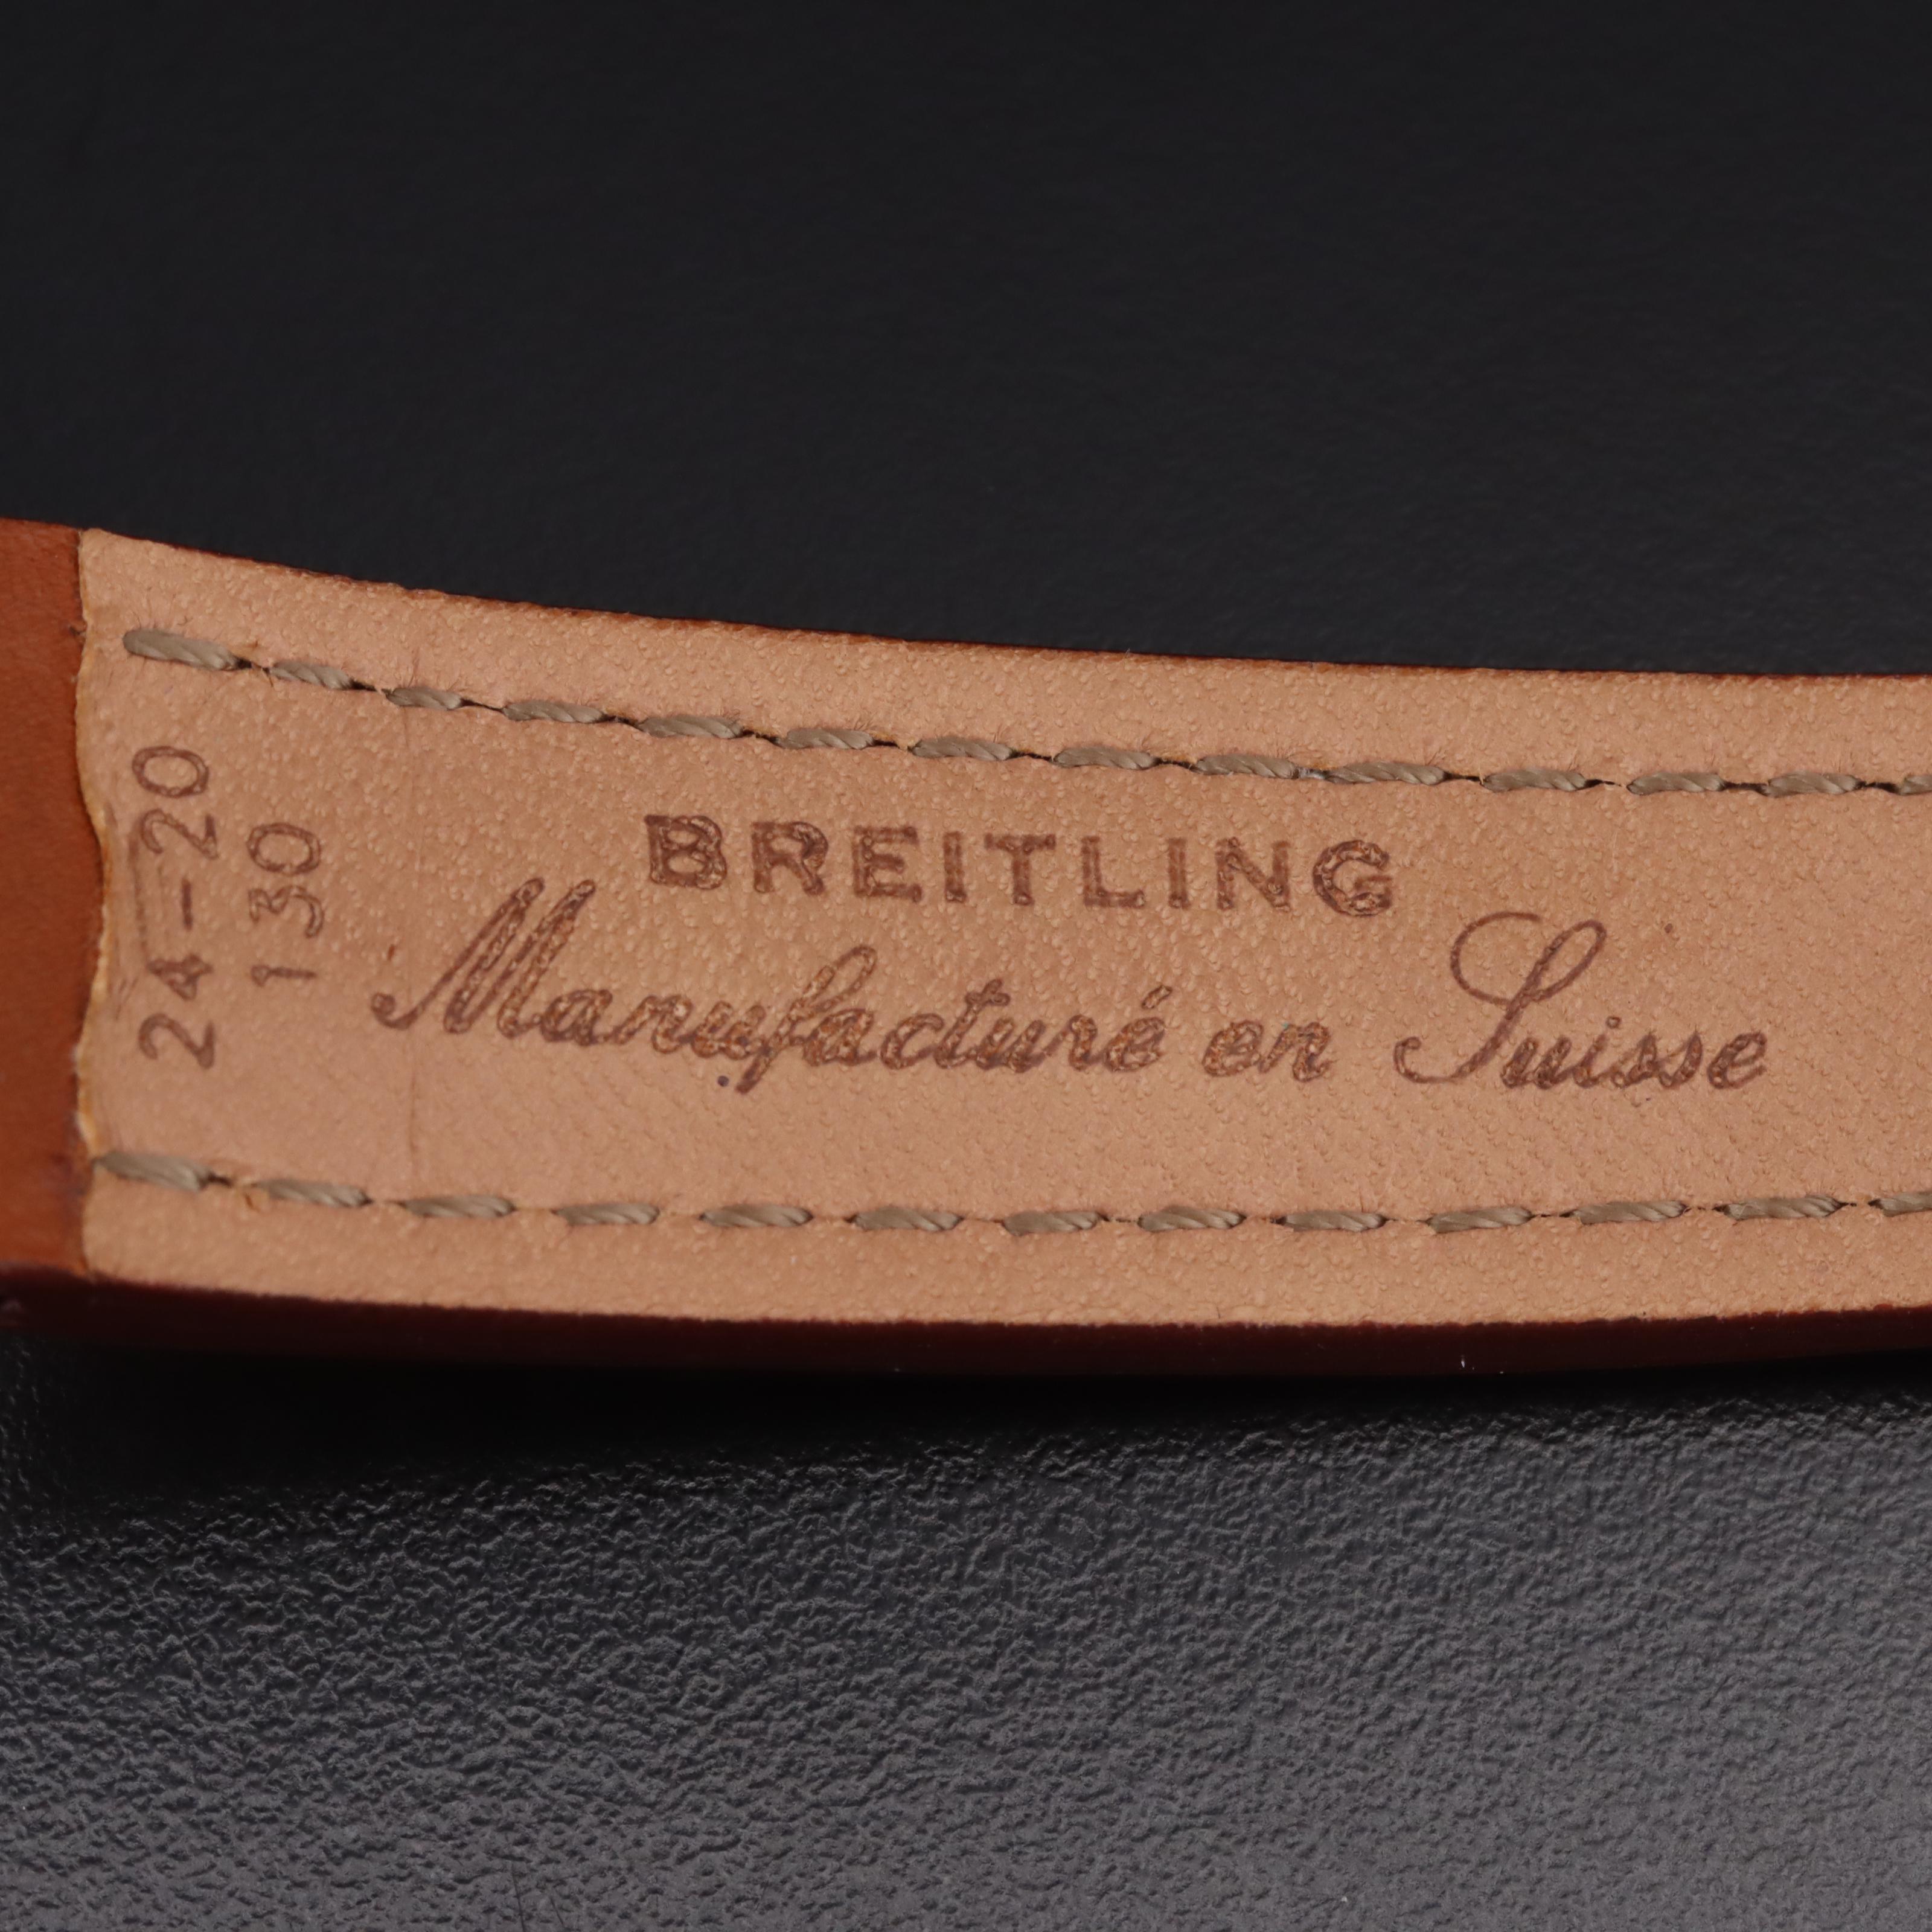 24-20
130
BREITLING
Manufacturé en Suisse